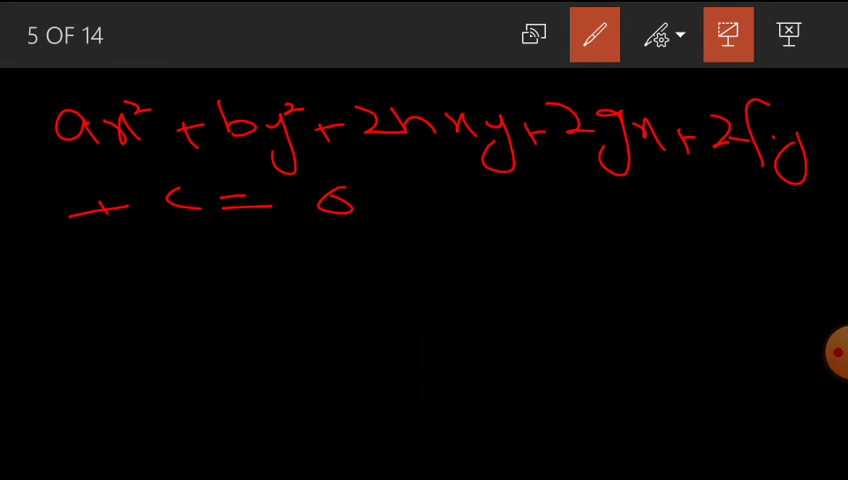 5 OF 14
ax² + by² + 2hxy + 2gx + 2fy
+ c = 0